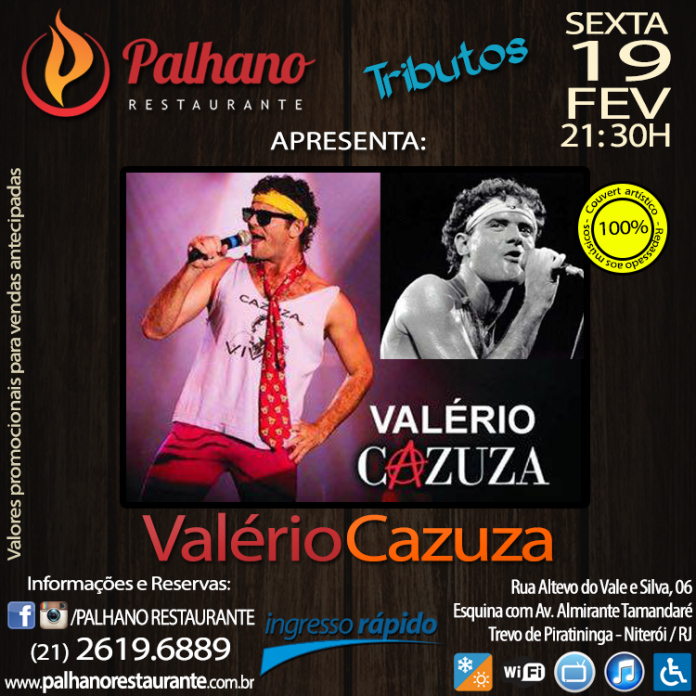 Palhano
RESTAURANTE
Tributos
SEXTA
19
FEV
21:30H
APRESENTA:
Valores promocionais para vendas antecipadas
Couvert artístico - Repassado aos músicos -
100%
CAZUZA
VIVE
VALÉRIO
CAZUZA
ValérioCazuza
Informações e Reservas:
/PALHANO RESTAURANTE
(21) 2619.6889
www.palhanorestaurante.com.br
ingresso rápido
Rua Altevo do Vale e Silva, 06
Esquina com Av. Almirante Tamandaré
Trevo de Piratininga - Niterói / RJ
WiFi